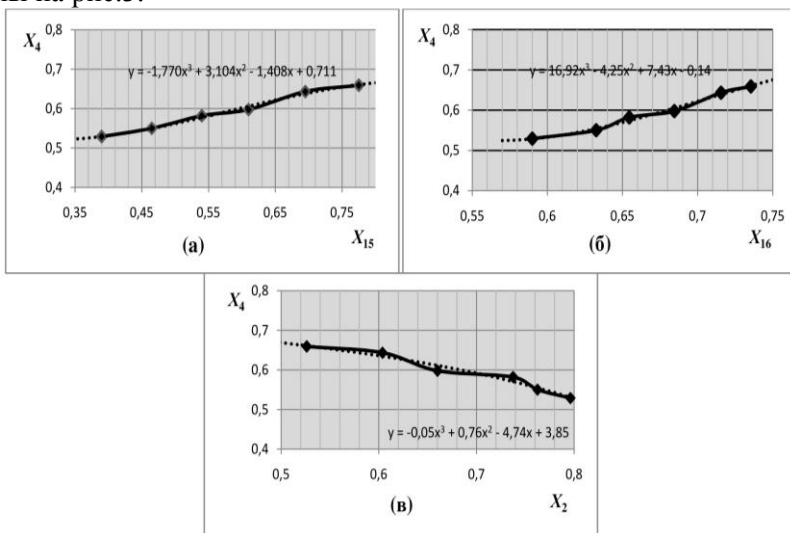 на рис.3.
X4
0,8
0,7
0,6
0,5
0,4
y = -1,770x³ + 3,104x² - 1,408x + 0,711
0,35 0,45 0,55 0,65 0,75
(а)
X15
X4
0,8
0,7
0,6
0,5
0,4
y = 16,92x³ - 4,25x² + 7,43x - 0,14
0,55 0,6 0,65 0,7 0,75
(б)
X16
X4
0,8
0,7
0,6
0,5
0,4
y = -0,05x³ + 0,76x² - 4,74x + 3,85
0,5 0,6 0,7 0,8
(в)
X2